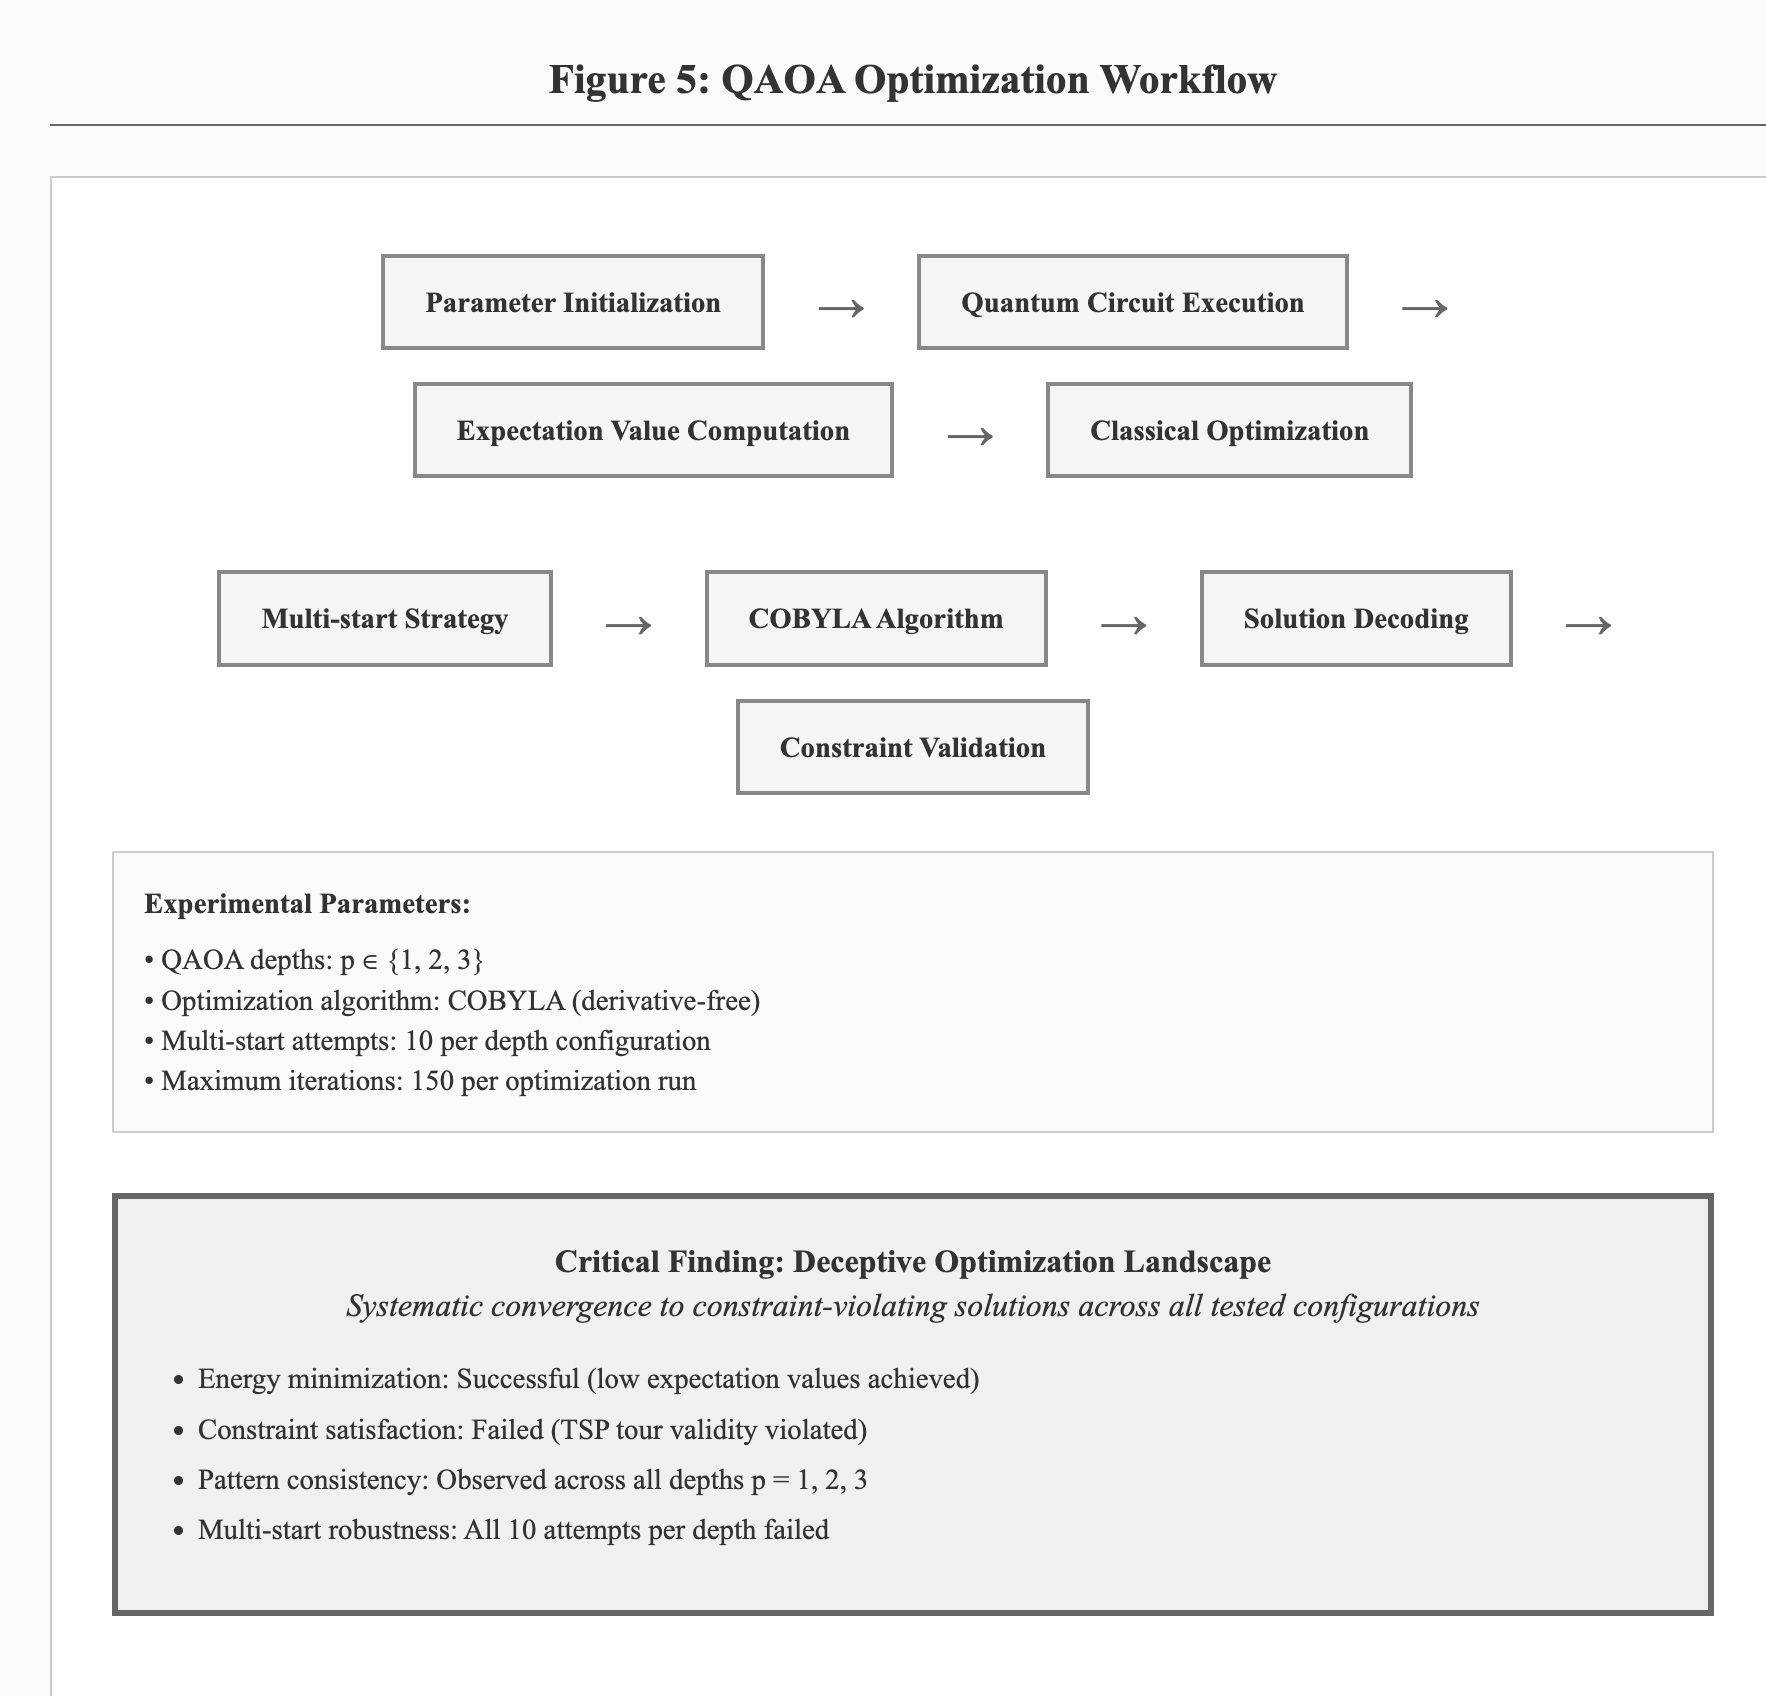 Figure 5: QAOA Optimization Workflow
Parameter Initialization → Quantum Circuit Execution →
Expectation Value Computation → Classical Optimization
Multi-start Strategy → COBYLA Algorithm → Solution Decoding →
Constraint Validation
Experimental Parameters:
• QAOA depths: p ∈ {1, 2, 3}
• Optimization algorithm: COBYLA (derivative-free)
• Multi-start attempts: 10 per depth configuration
• Maximum iterations: 150 per optimization run
Critical Finding: Deceptive Optimization Landscape
Systematic convergence to constraint-violating solutions across all tested configurations
• Energy minimization: Successful (low expectation values achieved)
• Constraint satisfaction: Failed (TSP tour validity violated)
• Pattern consistency: Observed across all depths p = 1, 2, 3
• Multi-start robustness: All 10 attempts per depth failed